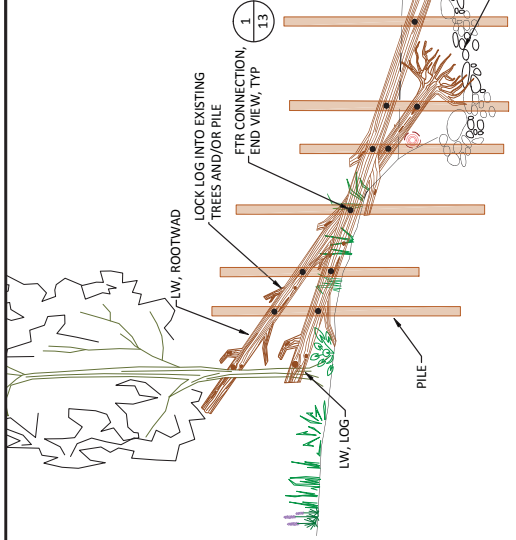 1
13
LW, ROOTWAD
LOCK LOG INTO EXISTING
TREES AND/OR PILE
FTR CONNECTION,
END VIEW, TYP
PILE
LW, LOG